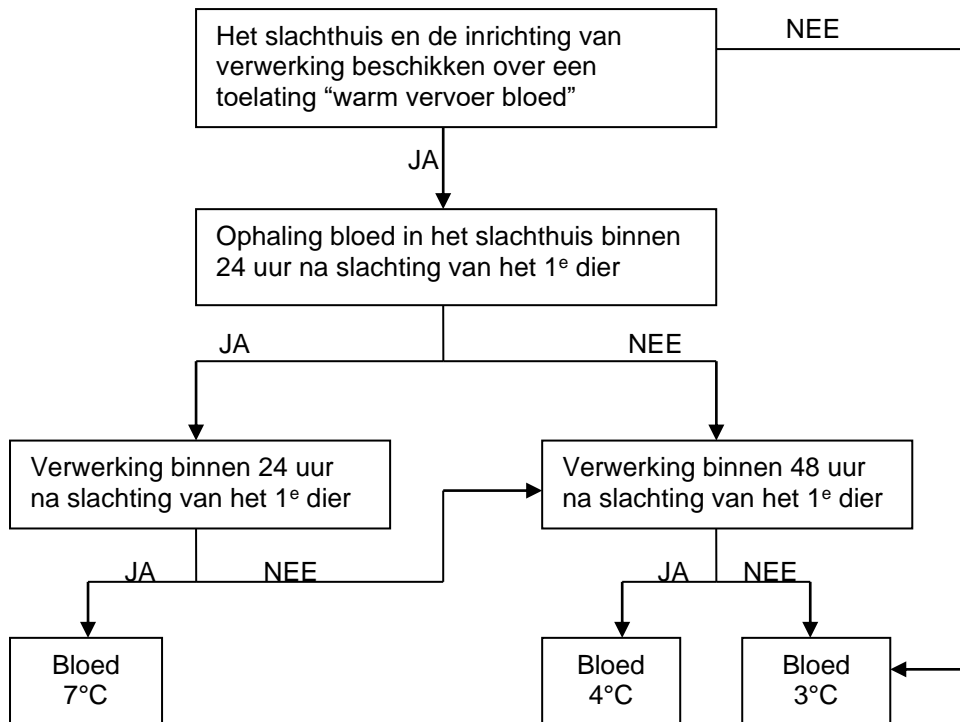 Het slachthuis en de inrichting van
verwerking beschikken over een
toelating “warm vervoer bloed”
NEE
JA
Ophaling bloed in het slachthuis binnen
24 uur na slachting van het 1e dier
JA
NEE
Verwerking binnen 24 uur
na slachting van het 1e dier
Verwerking binnen 48 uur
na slachting van het 1e dier
JA
NEE
JA
NEE
Bloed
7°C
Bloed
4°C
Bloed
3°C